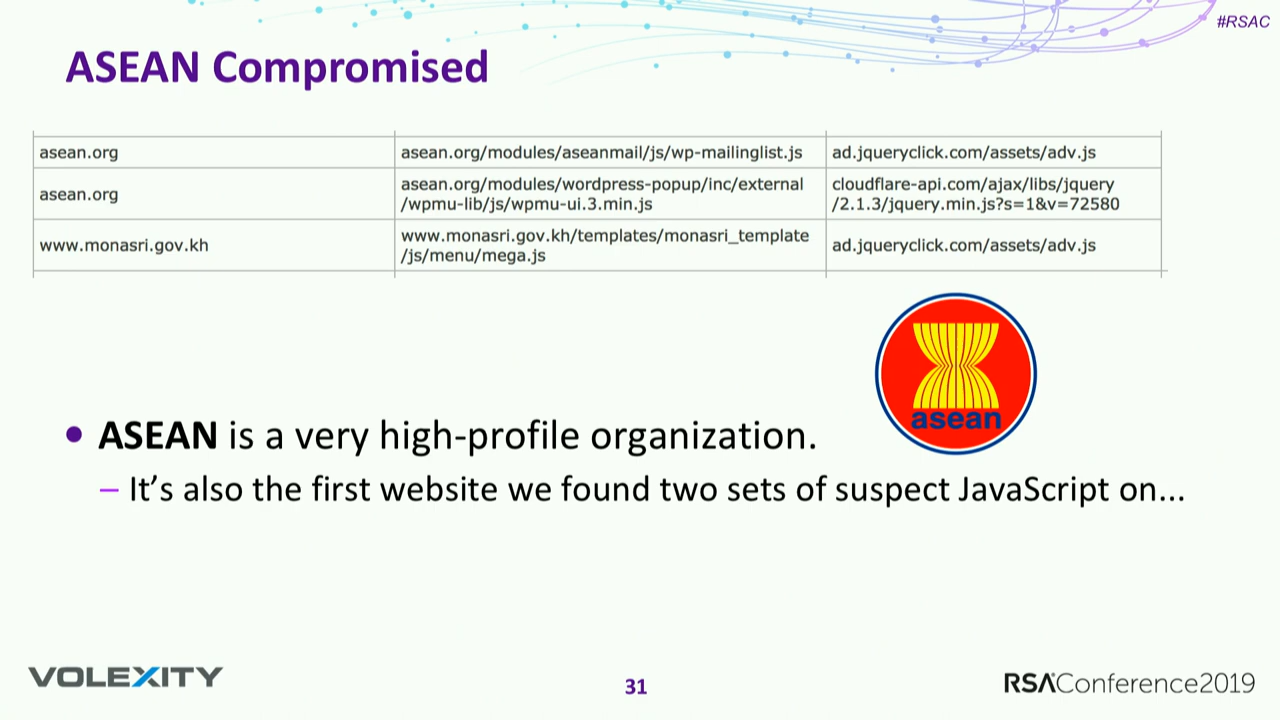 #RSAC
ASEAN Compromised
asean.org
asean.org/modules/aseanmail/js/wp-mailinglist.js
ad.jqueryclick.com/assets/adv.js
asean.org
asean.org/modules/wordpress-popup/inc/external
/wpmu-lib/js/wpmu-ui.3.min.js
cloudflare-api.com/ajax/libs/jquery
/2.1.3/jquery.min.js?s=1&v=72580
www.monasri.gov.kh
www.monasri.gov.kh/templates/monasri_template
/js/menu/mega.js
ad.jqueryclick.com/assets/adv.js
asean
• ASEAN is a very high-profile organization.
– It’s also the first website we found two sets of suspect JavaScript on...
VOLEXITY
31
RSAConference2019